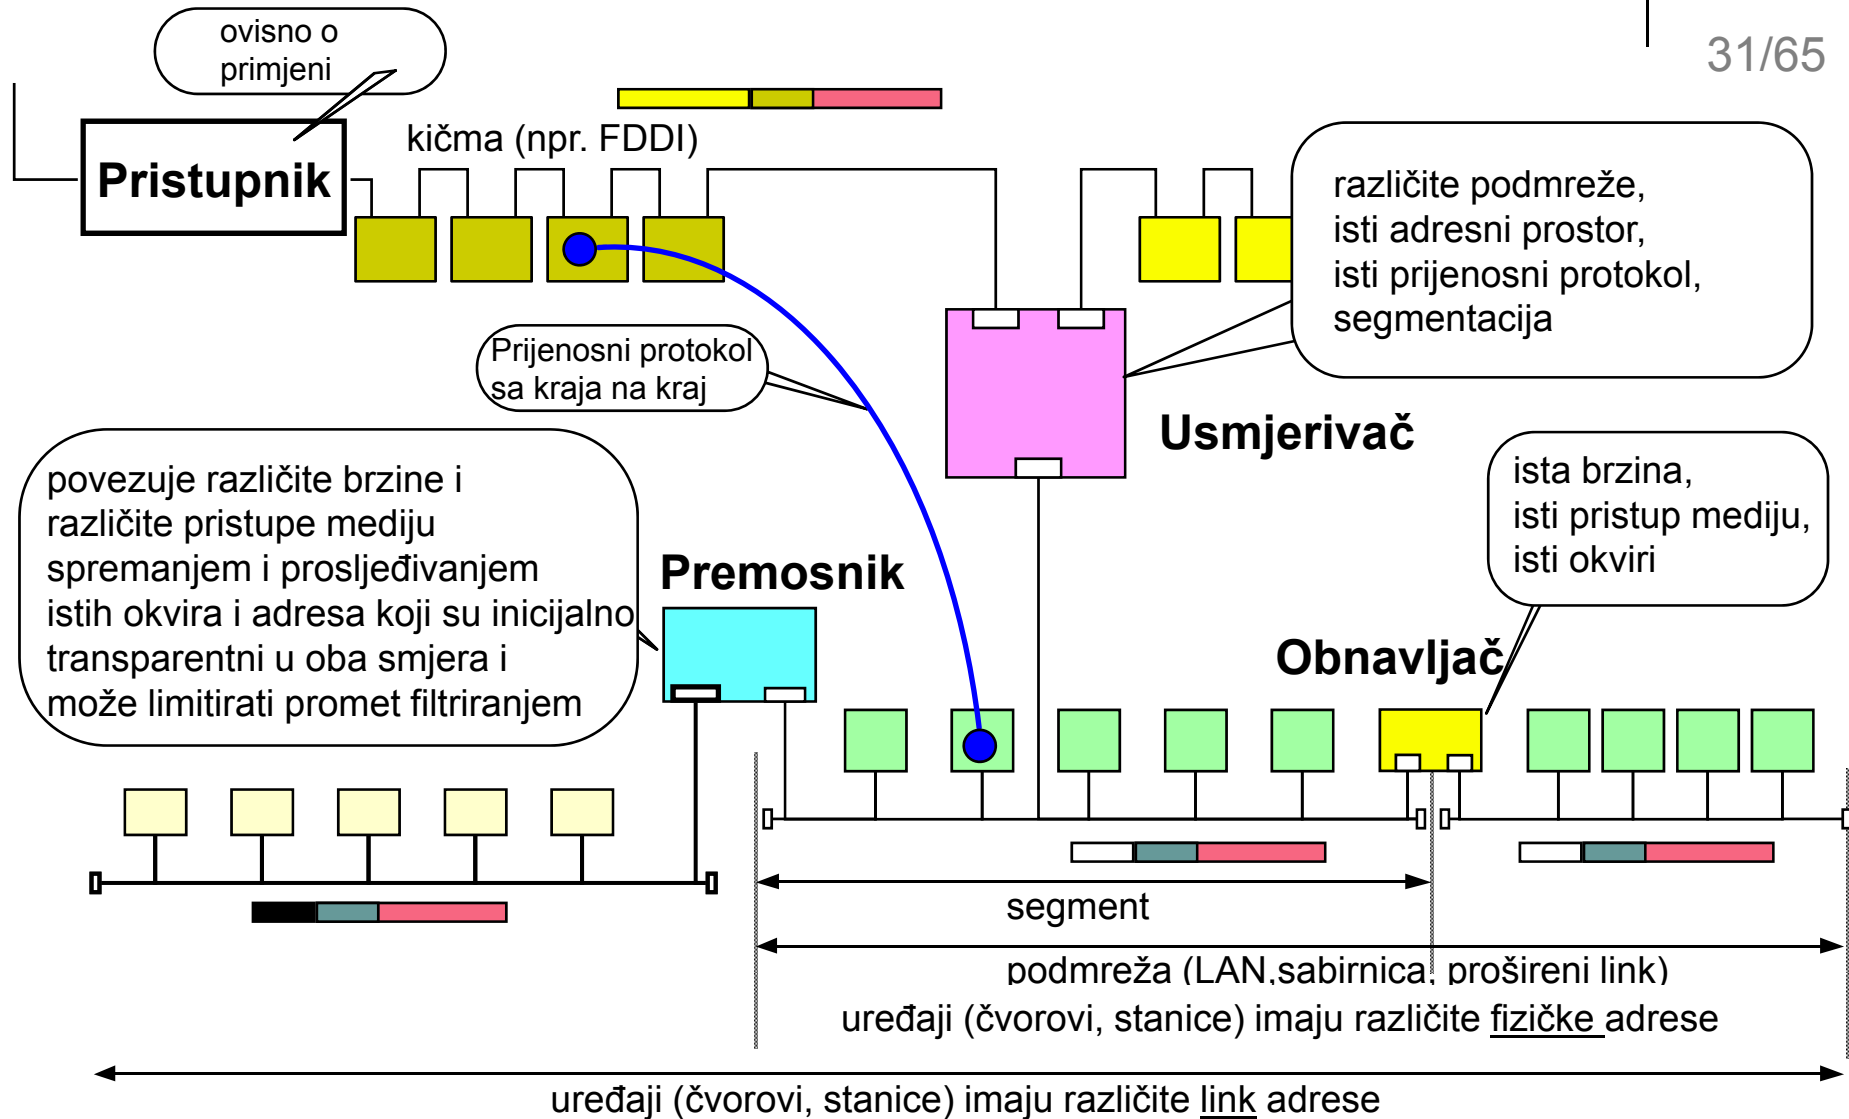 31/65
ovisno o
primjeni
kičma (npr. FDDI)
Pristupnik
različite podmreže,
isti adresni prostor,
isti prijenosni protokol,
segmentacija
Prijenosni protokol
sa kraja na kraj
Usmjerivač
povezuje različite brzine i
različite pristupe mediju
spremanjem i prosljeđivanjem
istih okvira i adresa koji su inicijalno
transparentni u oba smjera i
može limitirati promet filtriranjem
ista brzina,
isti pristup mediju,
isti okviri
Premosnik
Obnavljač
segment
podmreža (LAN,sabirnica, prošireni link)
uređaji (čvorovi, stanice) imaju različite fizičke adrese
uređaji (čvorovi, stanice) imaju različite link adrese